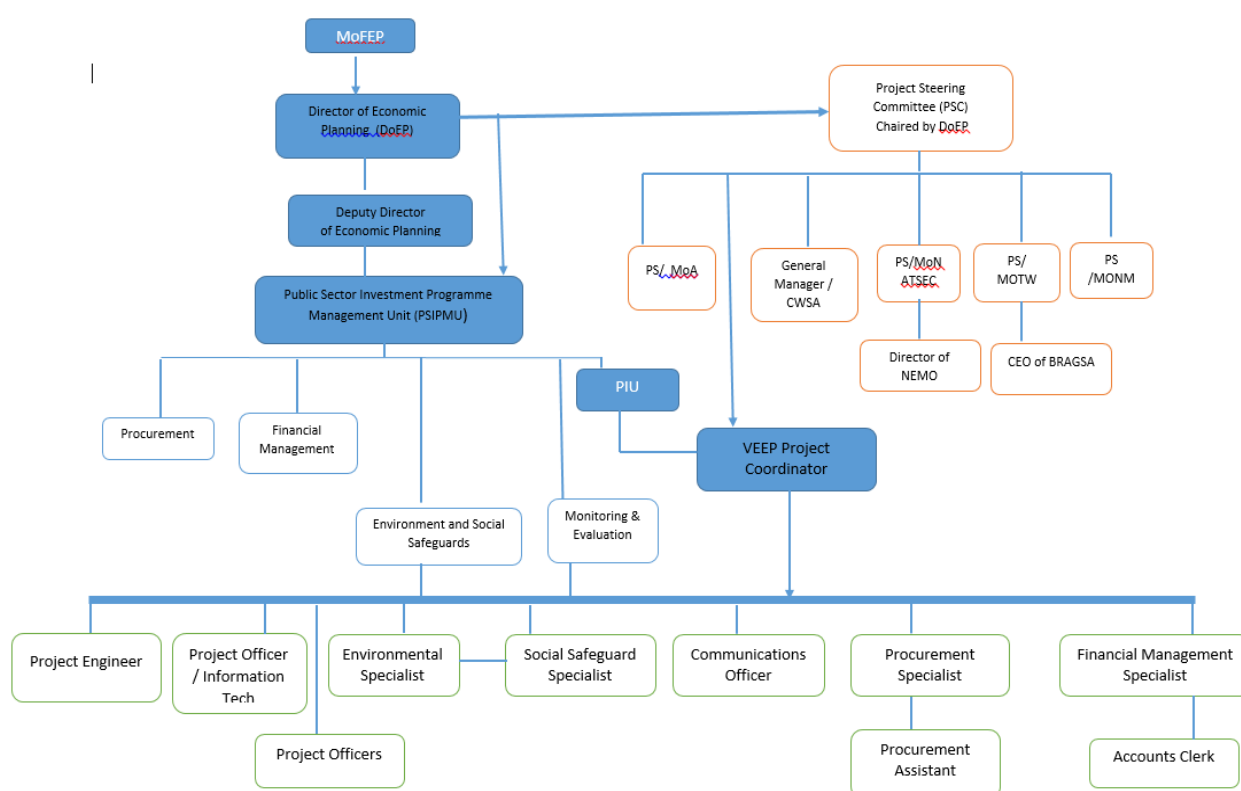 MoFEP
Director of Economic
Planning (DoEP)
Project Steering
Committee (PSC)
Chaired by DoEP
Deputy Director
of Economic Planning
PS/ MoA
General
Manager /
CWSA
PS/MoN
ATSEC
PS/
MOTW
PS
/MONM
Public Sector Investment Programme
Management Unit (PSIPMU)
Director of
NEMO
CEO of BRAGSA
PIU
Procurement
Financial
Management
VEEP Project
Coordinator
Environment and Social
Safeguards
Monitoring &
Evaluation
Project Engineer
Project Officer
/ Information
Tech
Environmental
Specialist
Social Safeguard
Specialist
Communications
Officer
Procurement
Specialist
Financial Management
Specialist
Project Officers
Procurement
Assistant
Accounts Clerk